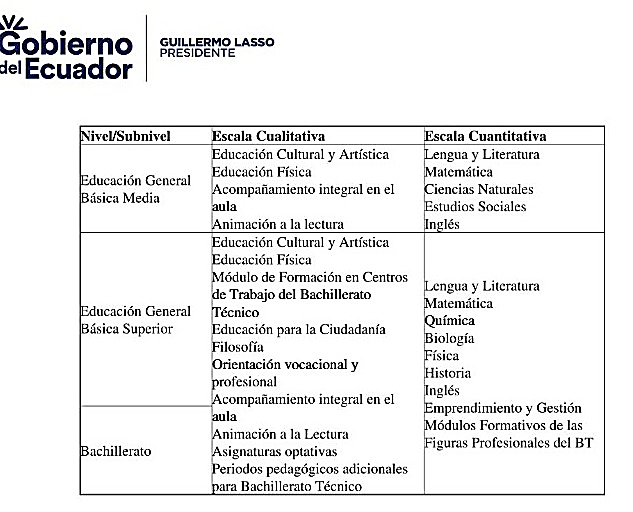 Gobierno
del Ecuador
GUILLERMO LASSO
PRESIDENTE
Nivel/Subnivel
Escala Cualitativa
Escala Cuantitativa
Educación General
Básica Media
Educación Cultural y Artística
Educación Física
Acompañamiento integral en el
aula
Animación a la lectura
Lengua y Literatura
Matemática
Ciencias Naturales
Estudios Sociales
Inglés
Educación General
Básica Superior
Bachillerato
Educación Cultural y Artística
Educación Física
Módulo de Formación en Centros
de Trabajo del Bachillerato
Técnico
Educación para la Ciudadanía
Filosofía
Orientación vocacional y
profesional
Acompañamiento integral en el
aula
Animación a la Lectura
Asignaturas optativas
Periodos pedagógicos adicionales
para Bachillerato Técnico
Lengua y Literatura
Matemática
Química
Biología
Física
Historia
Inglés
Emprendimiento y Gestión
Módulos Formativos de las
Figuras Profesionales del BT